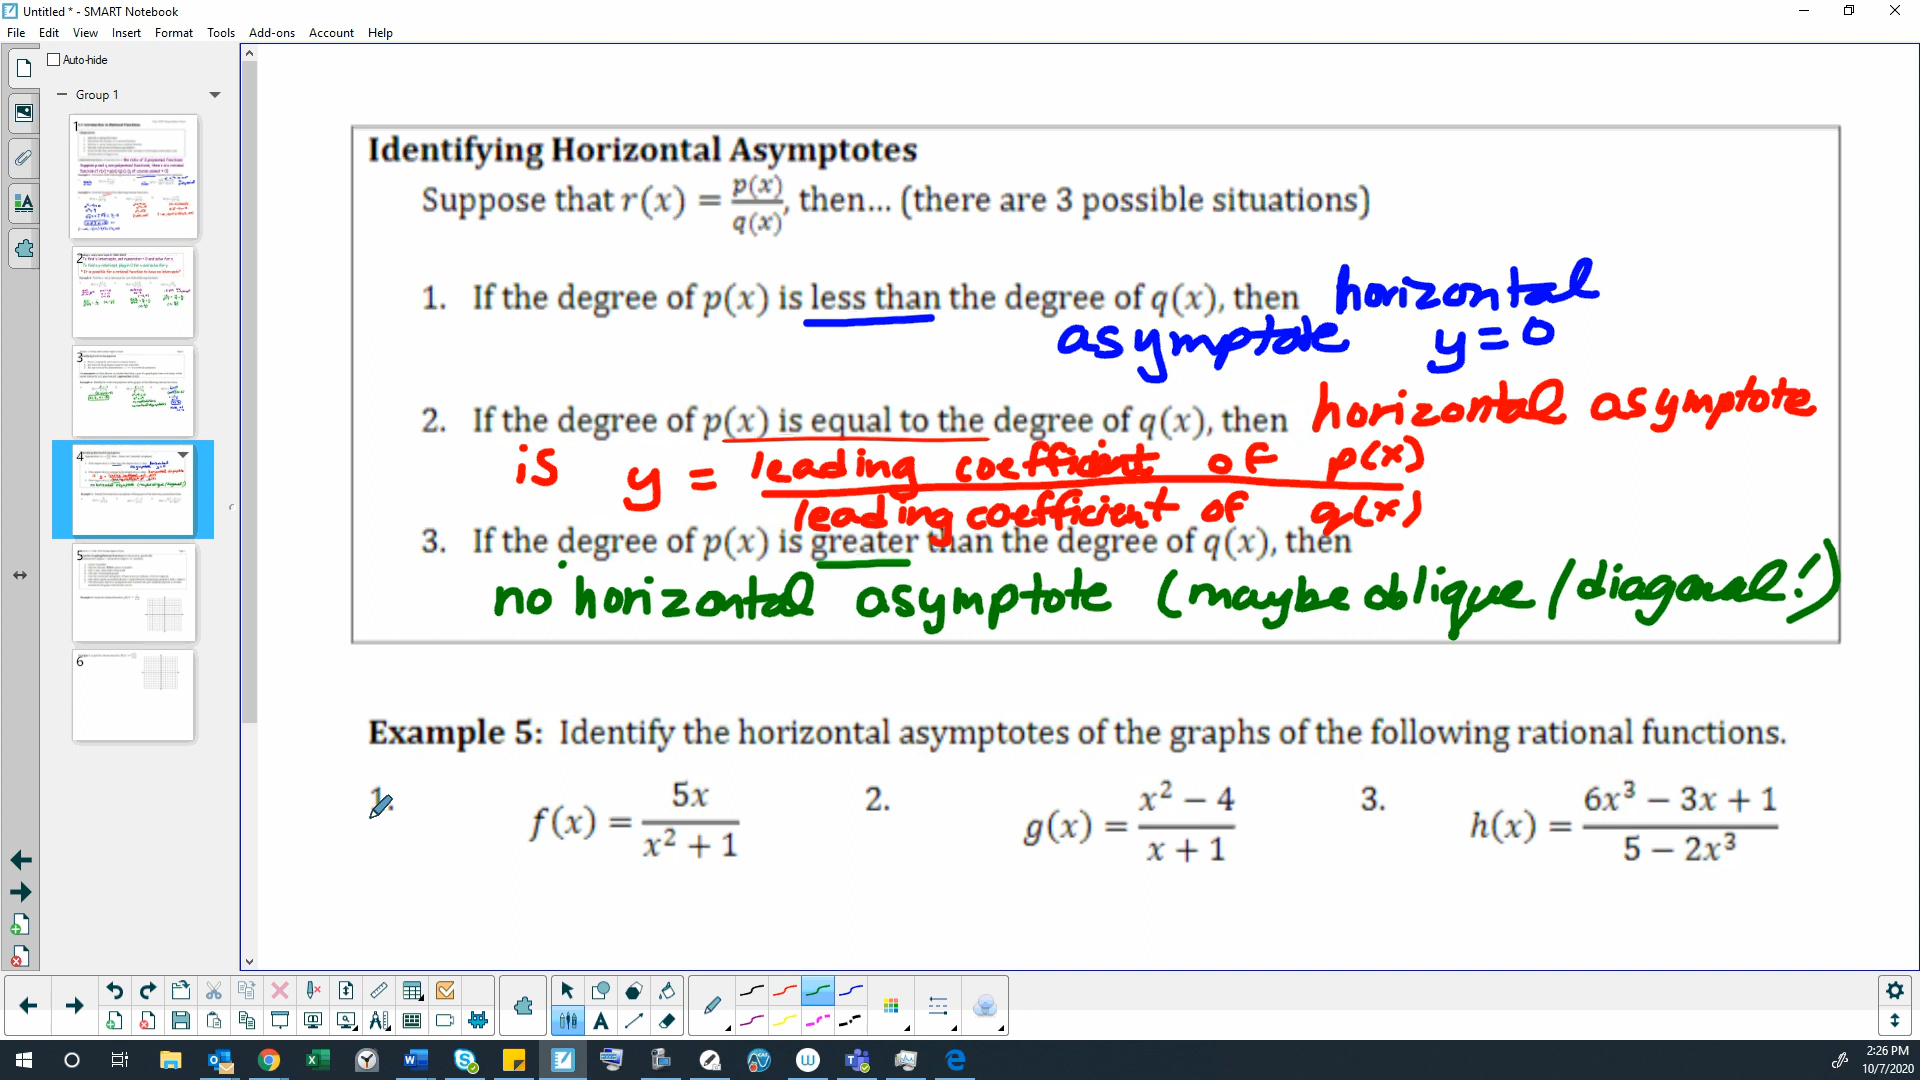 Untitled * - SMART Notebook
File Edit View Insert Format Tools Add-ons Account Help
Auto-hide
Group 1
1
2
3
4
5
6
Identifying Horizontal Asymptotes
Suppose that r(x) = p(x)/q(x), then... (there are 3 possible situations)
1. If the degree of p(x) is less than the degree of q(x), then horizontal
asymptote y = 0
2. If the degree of p(x) is equal to the degree of q(x), then horizontal asymptote
is y = leading coefficient of p(x)
leading coefficient of q(x)
3. If the degree of p(x) is greater than the degree of q(x), then
no horizontal asymptote (maybe oblique/diagonal!)
Example 5: Identify the horizontal asymptotes of the graphs of the following rational functions.
1. f(x) = 5x/(x² + 1) 2. g(x) = (x² − 4)/(x + 1) 3. h(x) = (6x³ − 3x + 1)/(5 − 2x³)
2:26 PM
10/7/2020